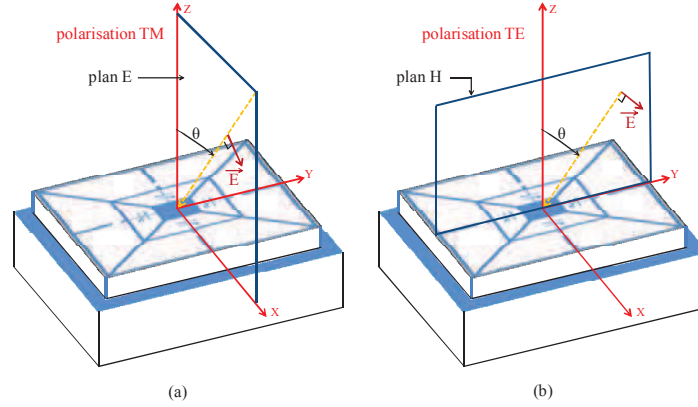 polarisation TM
Z
plan E
θ
E
Y
X
(a)
polarisation TE
Z
plan H
θ
E
Y
X
(b)